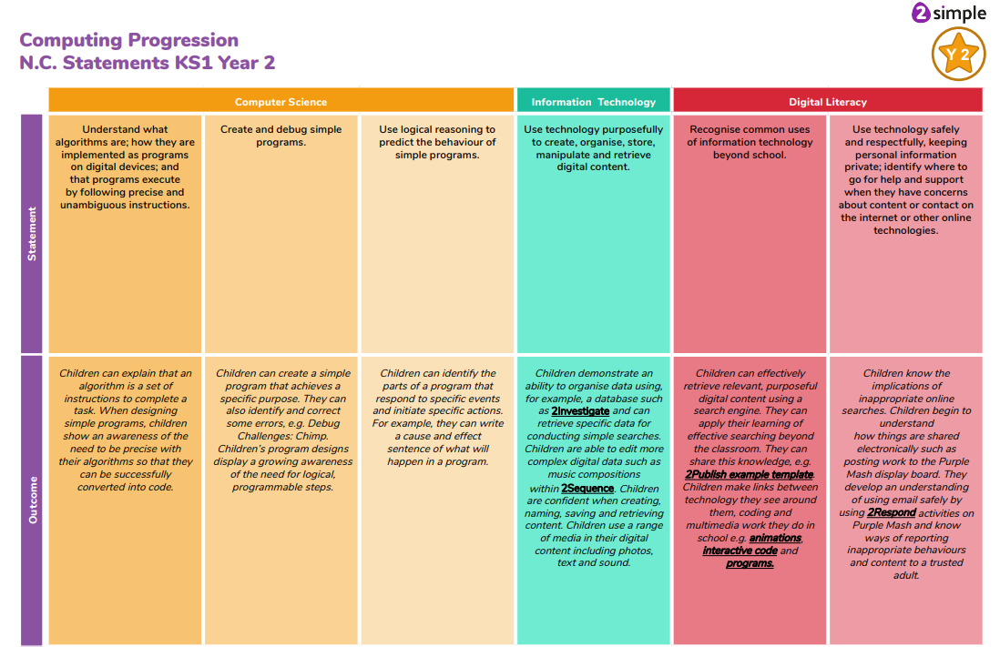 2 simple
Computing Progression
N.C. Statements KS1 Year 2
Y 2
Computer Science
Information Technology
Digital Literacy
Statement
Understand what
algorithms are; how they are
implemented as programs
on digital devices; and
that programs execute
by following precise and
unambiguous instructions.
Create and debug simple
programs.
Use logical reasoning to
predict the behaviour of
simple programs.
Use technology purposefully
to create, organise, store,
manipulate and retrieve
digital content.
Recognise common uses
of information technology
beyond school.
Use technology safely
and respectfully, keeping
personal information
private; identify where to
go for help and support
when they have concerns
about content or contact on
the internet or other online
technologies.
Outcome
Children can explain that an
algorithm is a set of
instructions to complete a
task. When designing
simple programs, children
show an awareness of the
need to be precise with
their algorithms so that they
can be successfully
converted into code.
Children can create a simple
program that achieves a
specific purpose. They can
also identify and correct
some errors, e.g. Debug
Challenges: Chimp.
Children's program designs
display a growing awareness
of the need for logical,
programmable steps.
Children can identify the
parts of a program that
respond to specific events
and initiate specific actions.
For example, they can write
a cause and effect
sentence of what will
happen in a program.
Children demonstrate an
ability to organise data using,
for example, a database such
as 2Investigate and can
retrieve specific data for
conducting simple searches.
Children are able to edit more
complex digital data such as
music compositions
within 2Sequence. Children
are confident when creating,
naming, saving and retrieving
content. Children use a range
of media in their digital
content including photos,
text and sound.
Children can effectively
retrieve relevant, purposeful
digital content using a
search engine. They can
apply their learning of
effective searching beyond
the classroom. They can
share this knowledge, e.g.
2Publish example template.
Children make links between
technology they see around
them, coding and
multimedia work they do in
school e.g. animations,
interactive code and
programs.
Children know the
implications of
inappropriate online
searches. Children begin to
understand
how things are shared
electronically such as
posting work to the Purple
Mash display board. They
develop an understanding
of using email safely by
using 2Respond activities on
Purple Mash and know
ways of reporting
inappropriate behaviours
and content to a trusted
adult.